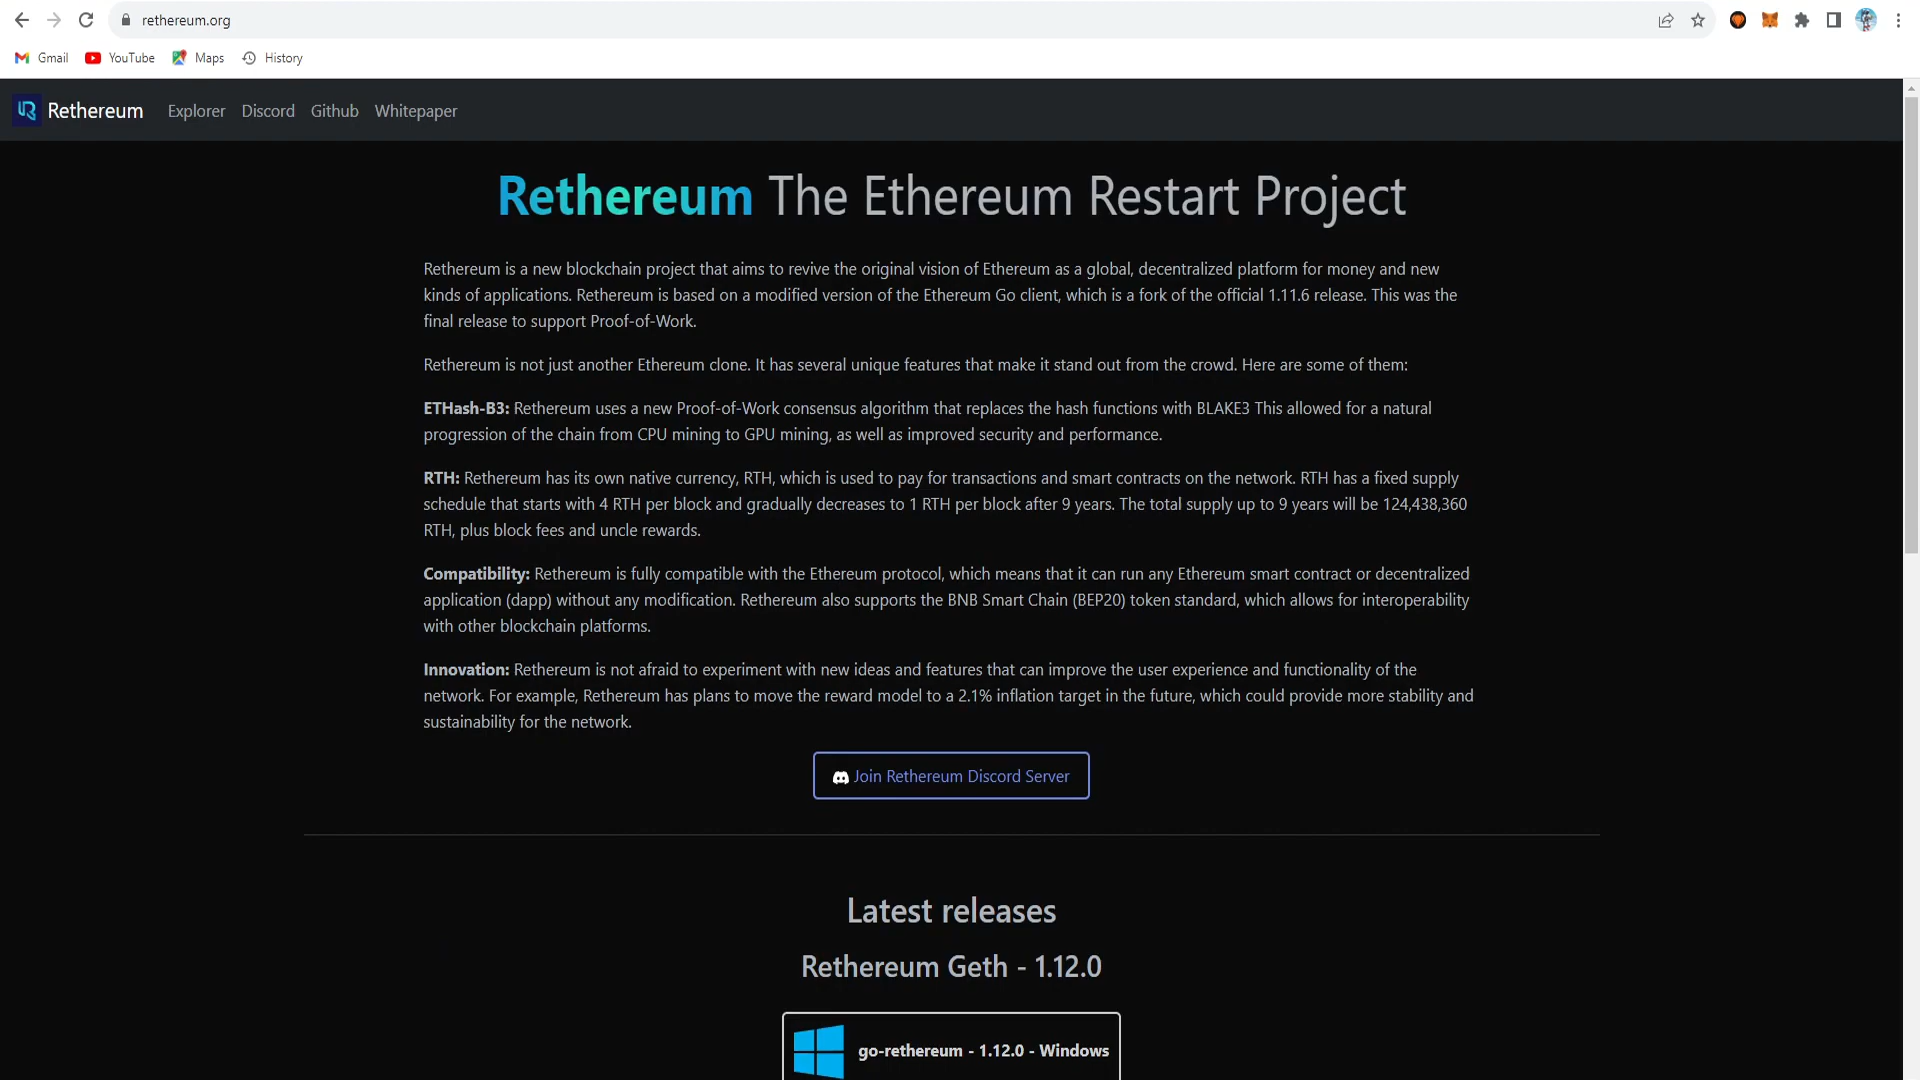 rethereum.org
Gmail YouTube Maps History
Rethereum Explorer Discord Github Whitepaper
Rethereum The Ethereum Restart Project
Rethereum is a new blockchain project that aims to revive the original vision of Ethereum as a global, decentralized platform for money and new
kinds of applications. Rethereum is based on a modified version of the Ethereum Go client, which is a fork of the official 1.11.6 release. This was the
final release to support Proof-of-Work.
Rethereum is not just another Ethereum clone. It has several unique features that make it stand out from the crowd. Here are some of them:
ETHash-B3: Rethereum uses a new Proof-of-Work consensus algorithm that replaces the hash functions with BLAKE3 This allowed for a natural
progression of the chain from CPU mining to GPU mining, as well as improved security and performance.
RTH: Rethereum has its own native currency, RTH, which is used to pay for transactions and smart contracts on the network. RTH has a fixed supply
schedule that starts with 4 RTH per block and gradually decreases to 1 RTH per block after 9 years. The total supply up to 9 years will be 124,438,360
RTH, plus block fees and uncle rewards.
Compatibility: Rethereum is fully compatible with the Ethereum protocol, which means that it can run any Ethereum smart contract or decentralized
application (dapp) without any modification. Rethereum also supports the BNB Smart Chain (BEP20) token standard, which allows for interoperability
with other blockchain platforms.
Innovation: Rethereum is not afraid to experiment with new ideas and features that can improve the user experience and functionality of the
network. For example, Rethereum has plans to move the reward model to a 2.1% inflation target in the future, which could provide more stability and
sustainability for the network.
Join Rethereum Discord Server
Latest releases
Rethereum Geth - 1.12.0
go-rethereum - 1.12.0 - Windows